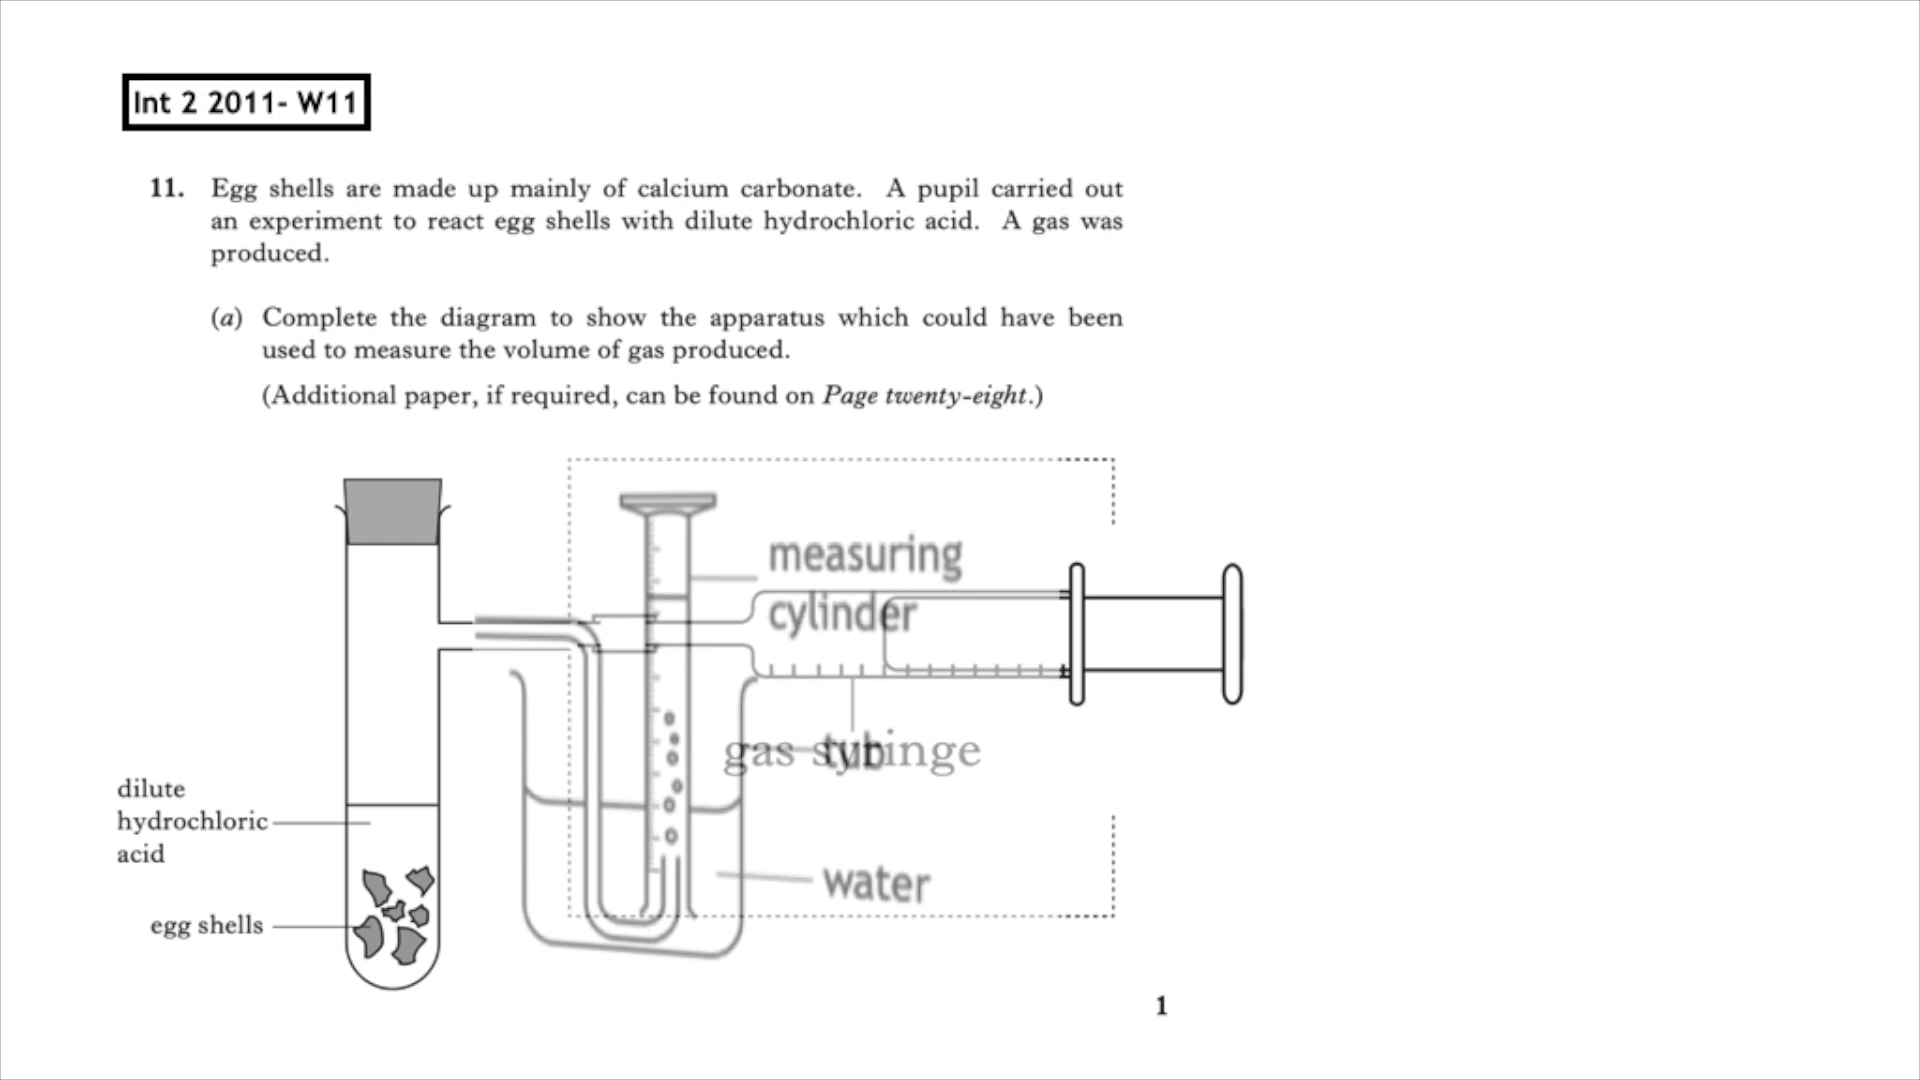 Int 2 2011- W11
11. Egg shells are made up mainly of calcium carbonate. A pupil carried out
an experiment to react egg shells with dilute hydrochloric acid. A gas was
produced.
(a) Complete the diagram to show the apparatus which could have been
used to measure the volume of gas produced.
(Additional paper, if required, can be found on Page twenty-eight.)
measuring
cylinder
gas syringe
tub
dilute
hydrochloric
acid
water
egg shells
1